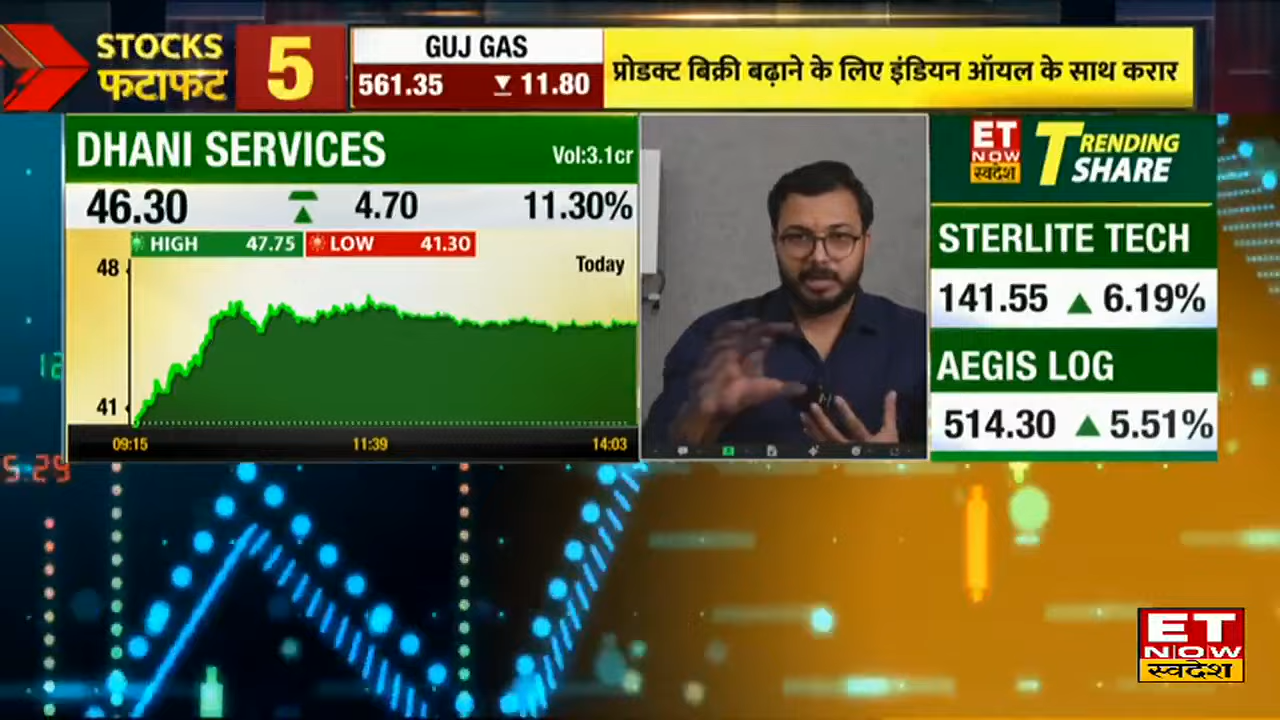 STOCKS
फटाफट
5
GUJ GAS
561.35 ▼ 11.80
प्रोडक्ट बिक्री बढ़ाने के लिए इंडियन ऑयल के साथ करार
DHANI SERVICES Vol:3.1cr
46.30 ▲ 4.70 11.30%
HIGH 47.75 LOW 41.30
Today
48
41
09:15 11:39 14:03
ET
NOW
स्वदेश
TRENDING
SHARE
STERLITE TECH
141.55 ▲ 6.19%
AEGIS LOG
514.30 ▲ 5.51%
12
5.29
ET
NOW
स्वदेश